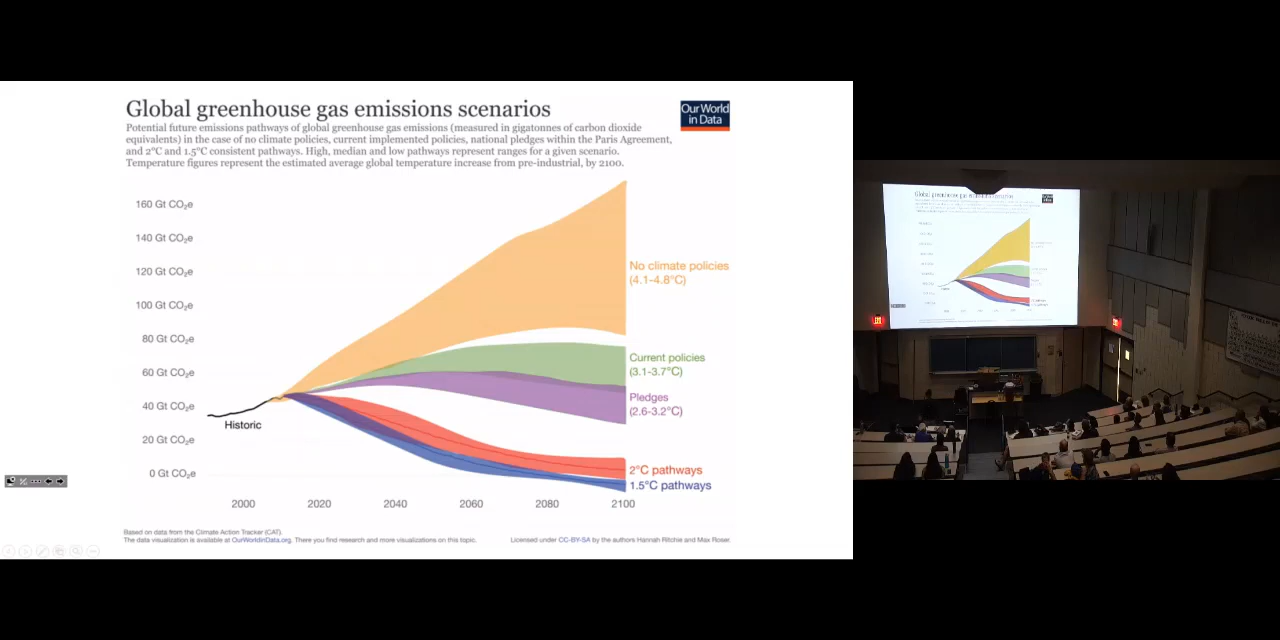 Global greenhouse gas emissions scenarios
Our World
in Data
Potential future emissions pathways of global greenhouse gas emissions (measured in gigatonnes of carbon dioxide
equivalents) in the case of no climate policies, current implemented policies, national pledges within the Paris Agreement,
and 2°C and 1.5°C consistent pathways. High, median and low pathways represent ranges for a given scenario.
Temperature figures represent the estimated average global temperature increase from pre-industrial, by 2100.
160 Gt CO₂e
140 Gt CO₂e
120 Gt CO₂e
100 Gt CO₂e
80 Gt CO₂e
60 Gt CO₂e
40 Gt CO₂e
20 Gt CO₂e
0 Gt CO₂e
No climate policies
(4.1-4.8°C)
Current policies
(3.1-3.7°C)
Pledges
(2.6-3.2°C)
2°C pathways
1.5°C pathways
Historic
2000
2020
2040
2060
2080
2100
Based on data from the Climate Action Tracker (CAT).
The data visualization is available at OurWorldinData.org. There you find research and more visualizations on this topic.
Licensed under CC-BY-SA by the authors Hannah Ritchie and Max Roser.
Global greenhouse gas emissions scenarios